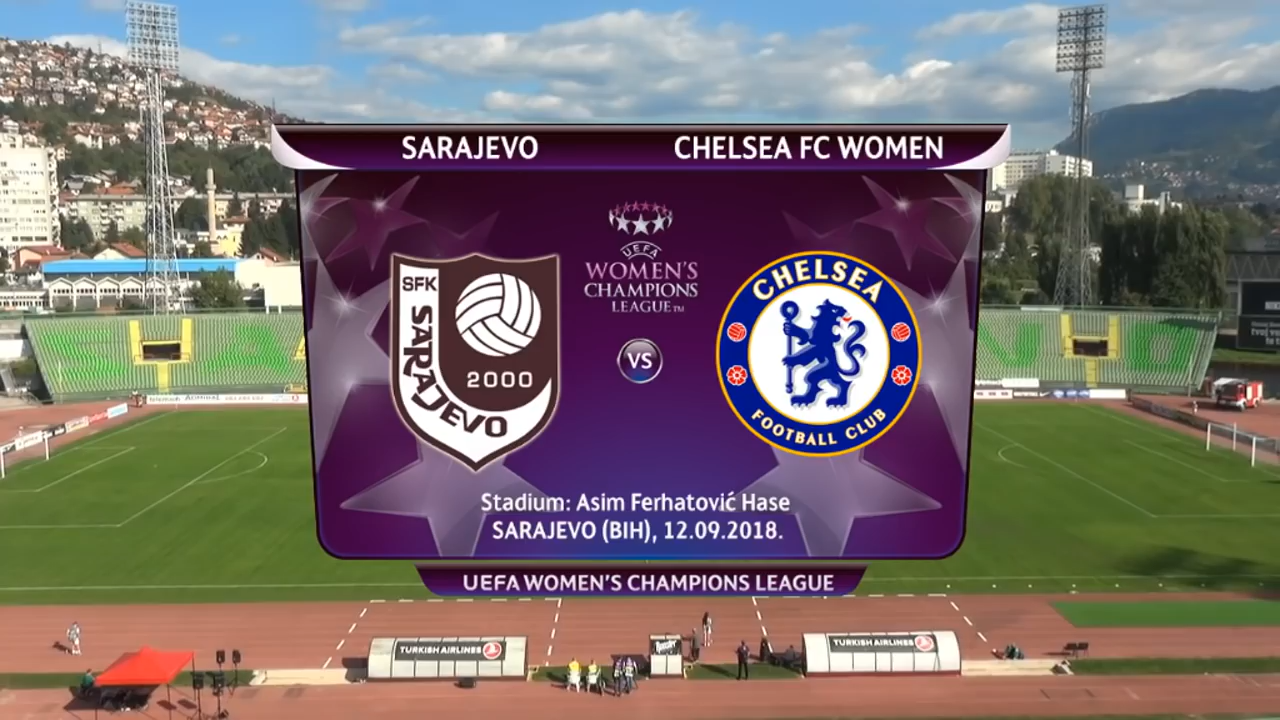 SARAJEVO
CHELSEA FC WOMEN
UEFA
WOMEN'S
CHAMPIONS
LEAGUE™
SFK
SARAJEVO
2000
VS
CHELSEA
FOOTBALL CLUB
Stadium: Asim Ferhatović Hase
SARAJEVO (BIH), 12.09.2018.
UEFA WOMEN'S CHAMPIONS LEAGUE
TURKISH AIRLINES
TURKISH AIRLINES